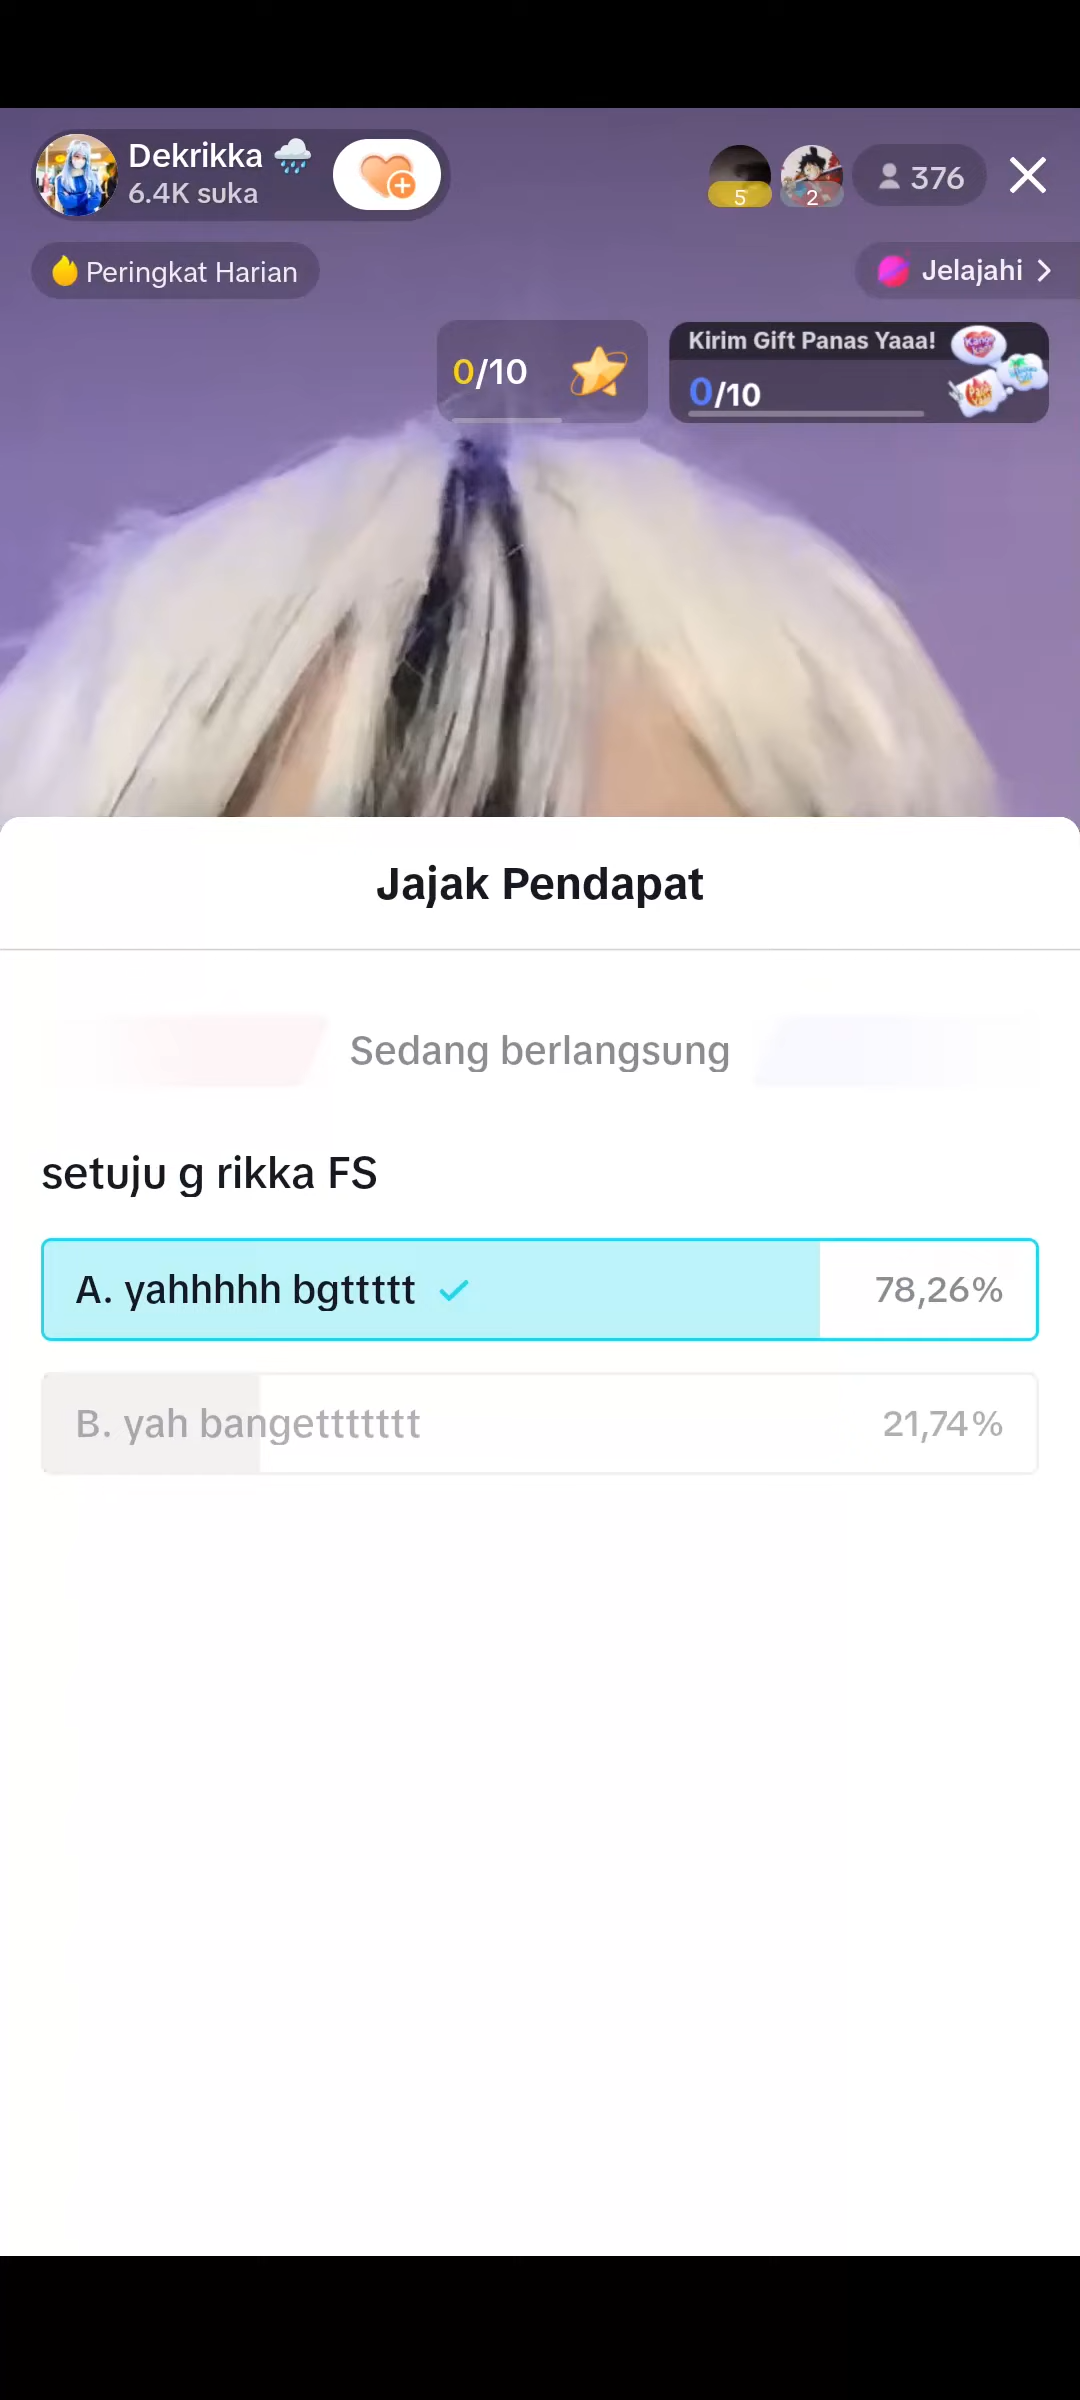 Dekrikka 🌧️
6.4K suka
5
2
376
Peringkat Harian
Jelajahi
0/10
Kirim Gift Panas Yaaa!
0/10
Jajak Pendapat
Sedang berlangsung
setuju g rikka FS
A. yahhhhh bgttttt
78,26%
B. yah bangettttttt
21,74%